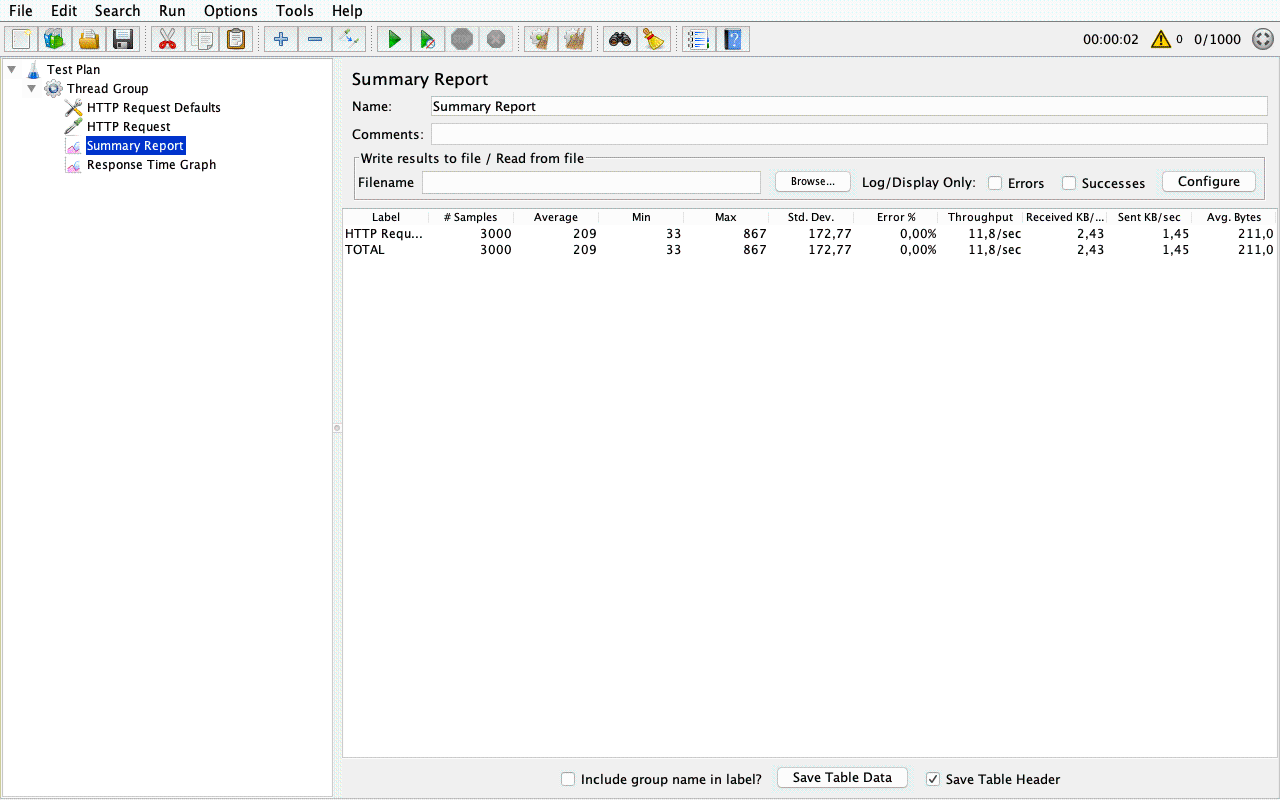 File Edit Search Run Options Tools Help
00:00:02 0 0/1000
Test Plan
Thread Group
HTTP Request Defaults
HTTP Request
Summary Report
Response Time Graph
Summary Report
Name: Summary Report
Comments:
Write results to file / Read from file
Filename Browse... Log/Display Only: Errors Successes Configure
Label # Samples Average Min Max Std. Dev. Error % Throughput Received KB/... Sent KB/sec Avg. Bytes
HTTP Requ... 3000 209 33 867 172,77 0,00% 11,8/sec 2,43 1,45 211,0
TOTAL 3000 209 33 867 172,77 0,00% 11,8/sec 2,43 1,45 211,0
Include group name in label? Save Table Data Save Table Header